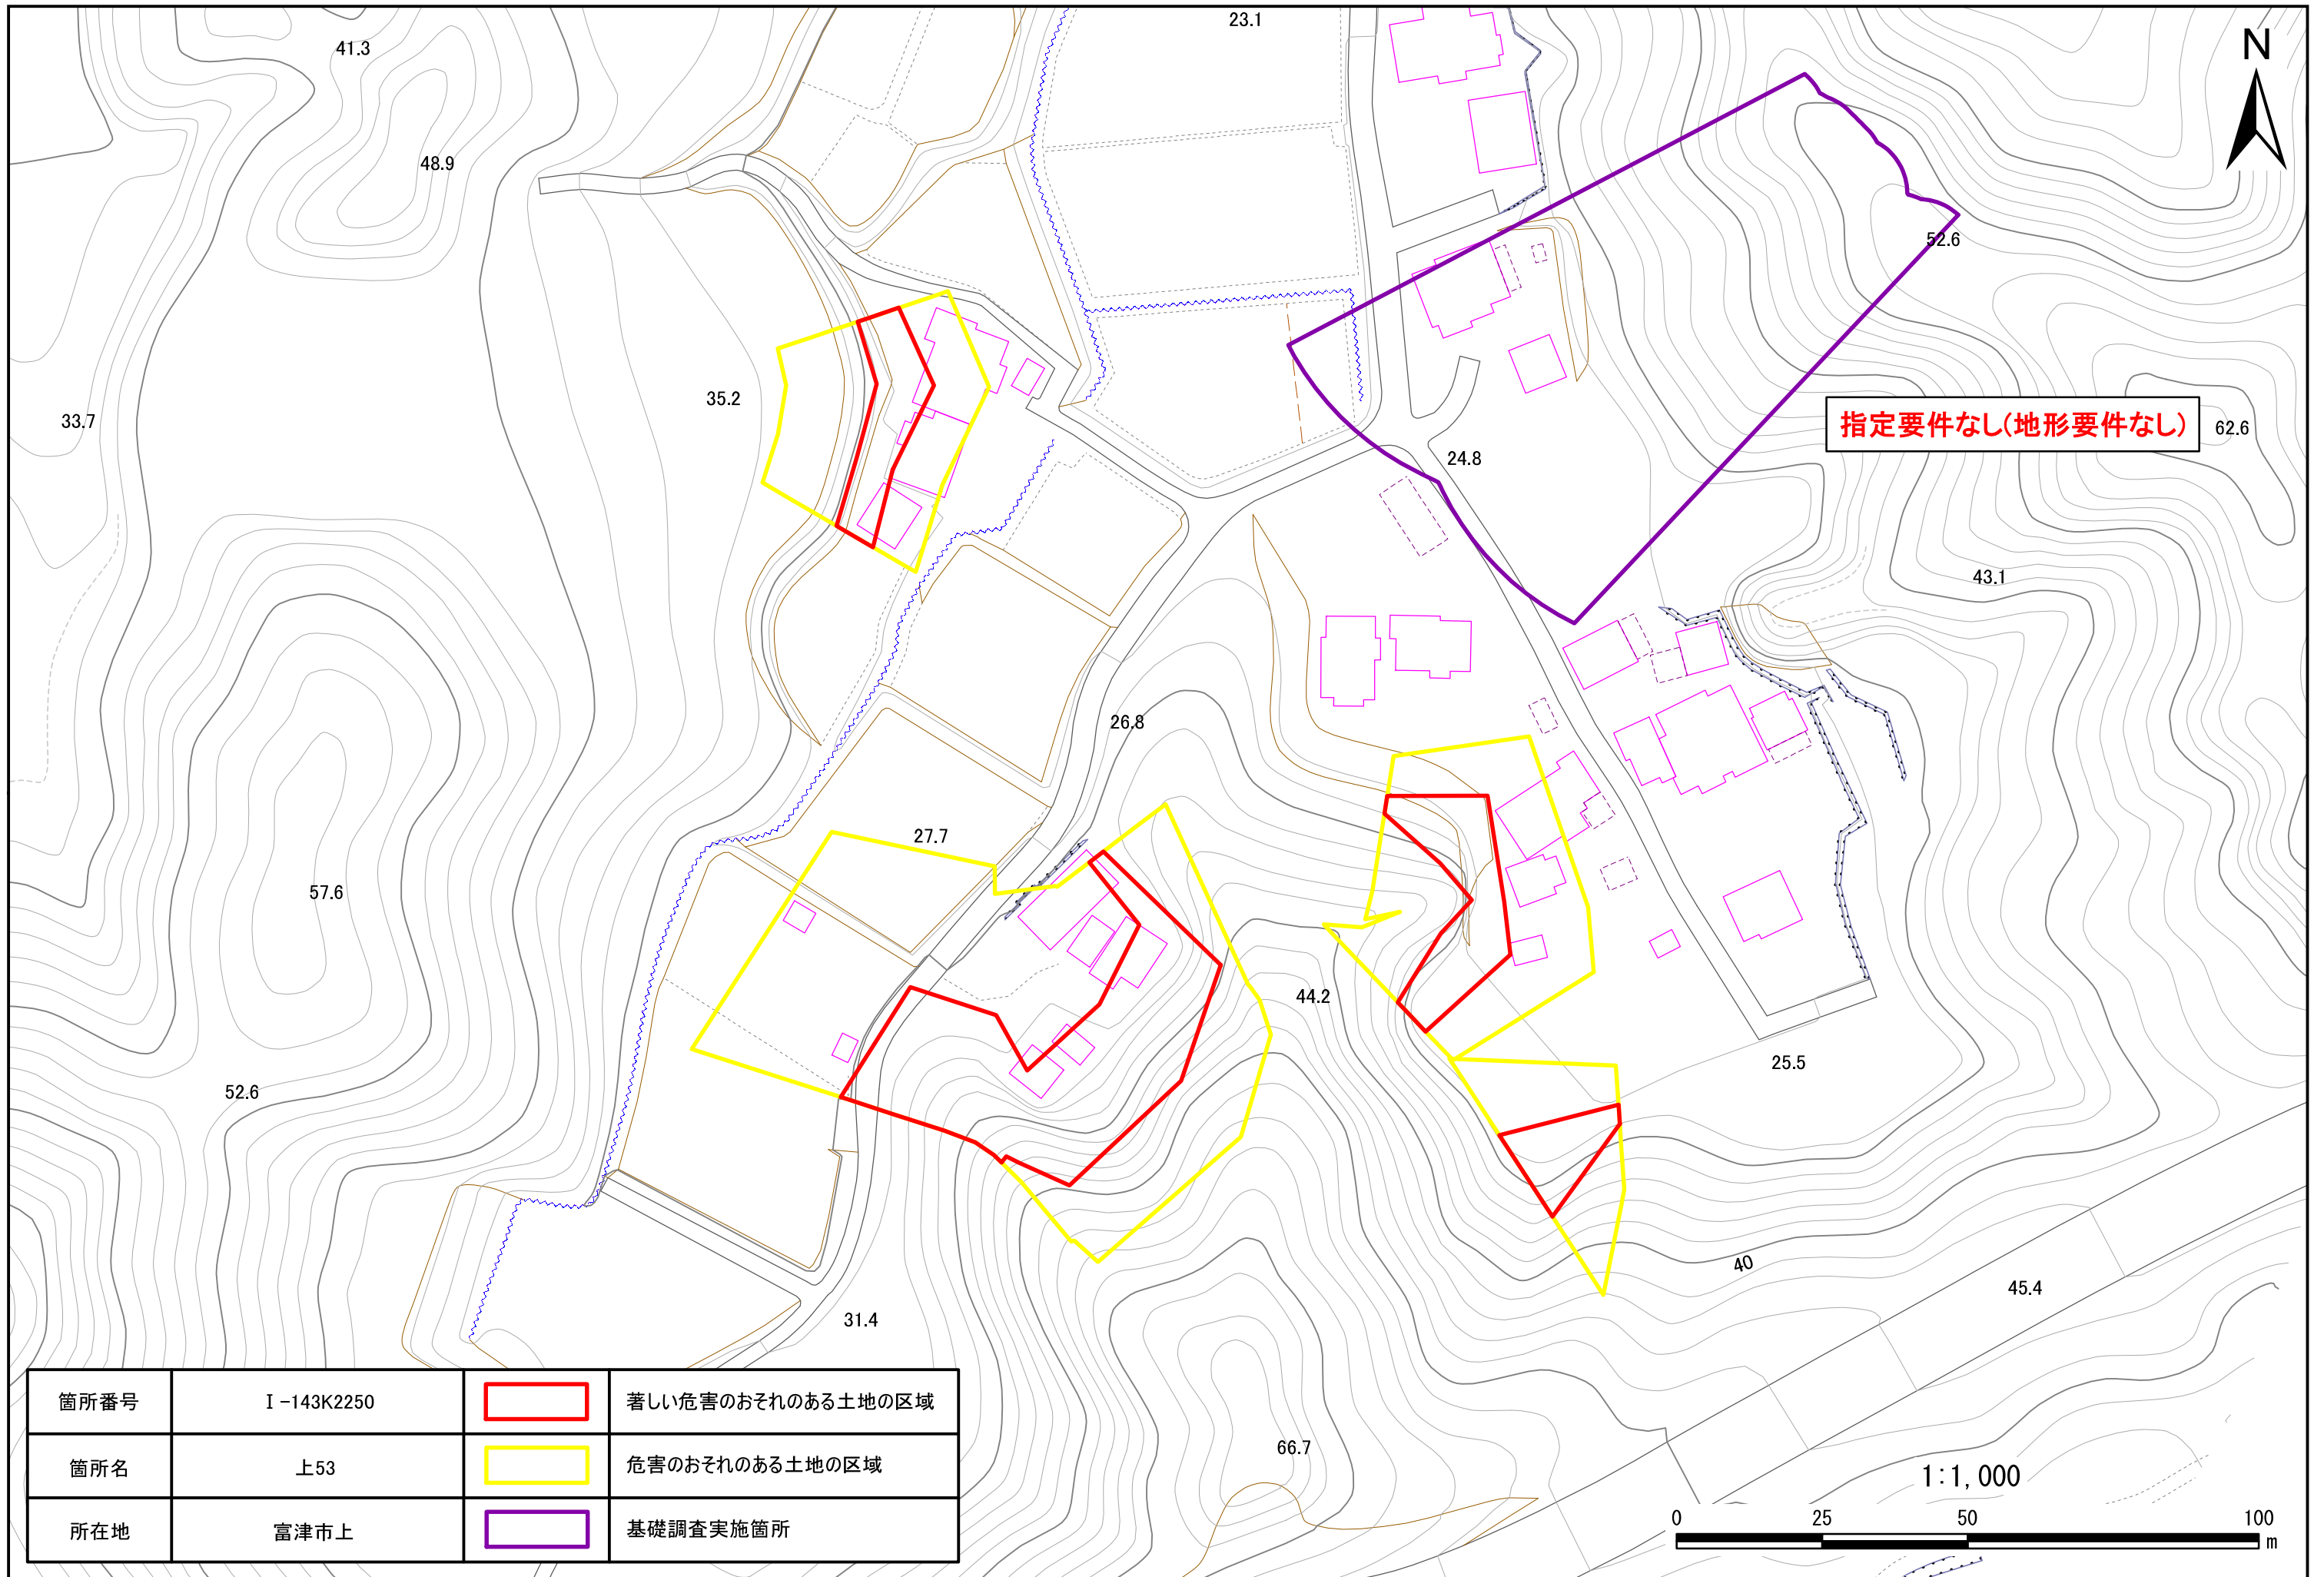 23.1
41.3
N
48.9
52.6
35.2
33.7
指定要件なし(地形要件なし)
62.6
24.8
43.1
26.8
27.7
57.6
44.2
25.5
52.6
40
45.4
31.4
66.7
箇所番号 Ⅰ-143K2250 著しい危害のおそれのある土地の区域
箇所名 上53 危害のおそれのある土地の区域
所在地 富津市上 基礎調査実施箇所
1:1,000
0 25 50 100
m